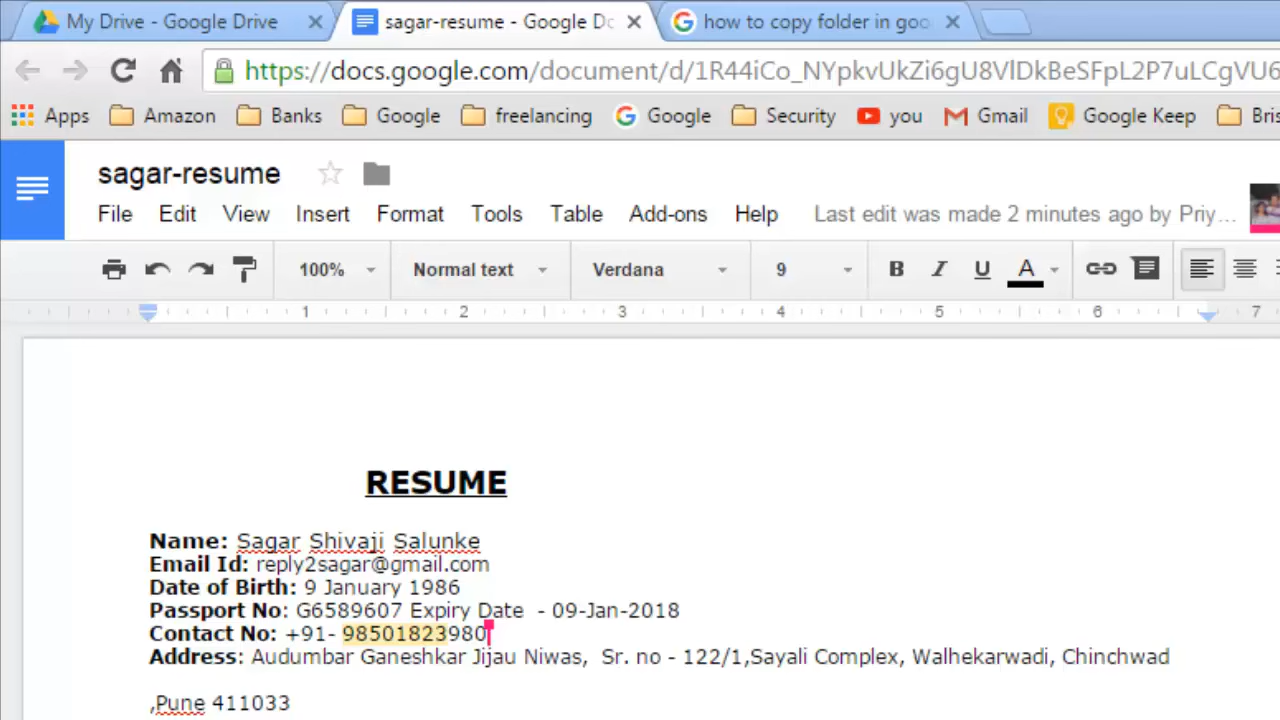 My Drive - Google Drive
sagar-resume - Google Do
how to copy folder in goo
https://docs.google.com/document/d/1R44iCo_NYpkvUkZi6gU8VlDkBeSFpL2P7uLCgVU6
Apps Amazon Banks Google freelancing Google Security you Gmail Google Keep Bris
sagar-resume
File Edit View Insert Format Tools Table Add-ons Help Last edit was made 2 minutes ago by Priy...
100% Normal text Verdana 9 B I U A
1 2 3 4 5 6 7
RESUME
Name: Sagar Shivaji Salunke
Email Id: reply2sagar@gmail.com
Date of Birth: 9 January 1986
Passport No: G6589607 Expiry Date - 09-Jan-2018
Contact No: +91- 98501823980
Address: Audumbar Ganeshkar Jijau Niwas, Sr. no - 122/1,Sayali Complex, Walhekarwadi, Chinchwad
,Pune 411033